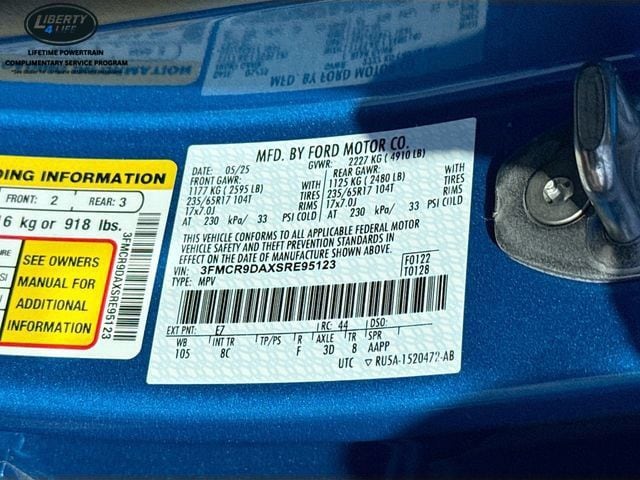 LIBERTY
4 LIFE
LIFETIME POWERTRAIN
COMPLIMENTARY SERVICE PROGRAM
MFD. BY FORD MOTOR CO.
DATE: 05/25 GVWR: 2227 KG ( 4910 LB)
FRONT GAWR: REAR GAWR:
1177 KG ( 2595 LB) WITH 1125 KG ( 2480 LB) WITH
235/65R17 104T TIRES 235/65R17 104T TIRES
17x7.0J RIMS 17x7.0J RIMS
AT 230 kPa/ 33 PSI COLD AT 230 kPa/ 33 PSI COLD
THIS VEHICLE CONFORMS TO ALL APPLICABLE FEDERAL MOTOR
VEHICLE SAFETY AND THEFT PREVENTION STANDARDS IN
EFFECT ON THE DATE OF MANUFACTURE SHOWN ABOVE.
VIN: 3FMCR9DAXSRE95123 F0122
TYPE: MPV F0128
EXT PNT: E7 RC: 44 DSO:
WB INT TR TP/PS R AXLE TR SPR
105 8C F 3D 8 AAPP
UTC ▽ RU5A-1520472-AB
DING INFORMATION
FRONT: 2 REAR: 3
6 kg or 918 lbs.
SEE OWNERS
MANUAL FOR
ADDITIONAL
INFORMATION
3FMCR9DAXSRE95123